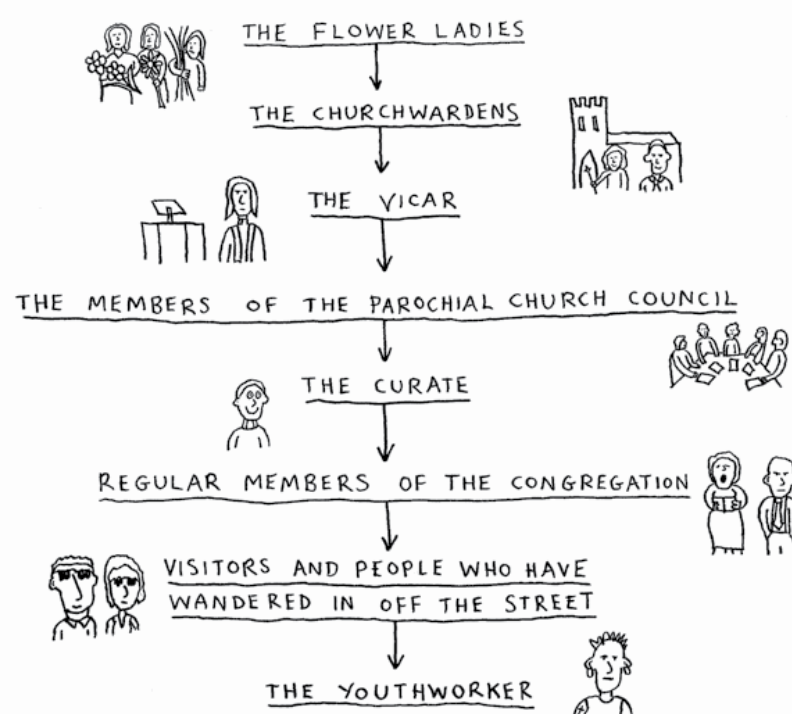 THE FLOWER LADIES
THE CHURCHWARDENS
THE VICAR
THE MEMBERS OF THE PAROCHIAL CHURCH COUNCIL
THE CURATE
REGULAR MEMBERS OF THE CONGREGATION
VISITORS AND PEOPLE WHO HAVE
WANDERED IN OFF THE STREET
THE YOUTHWORKER